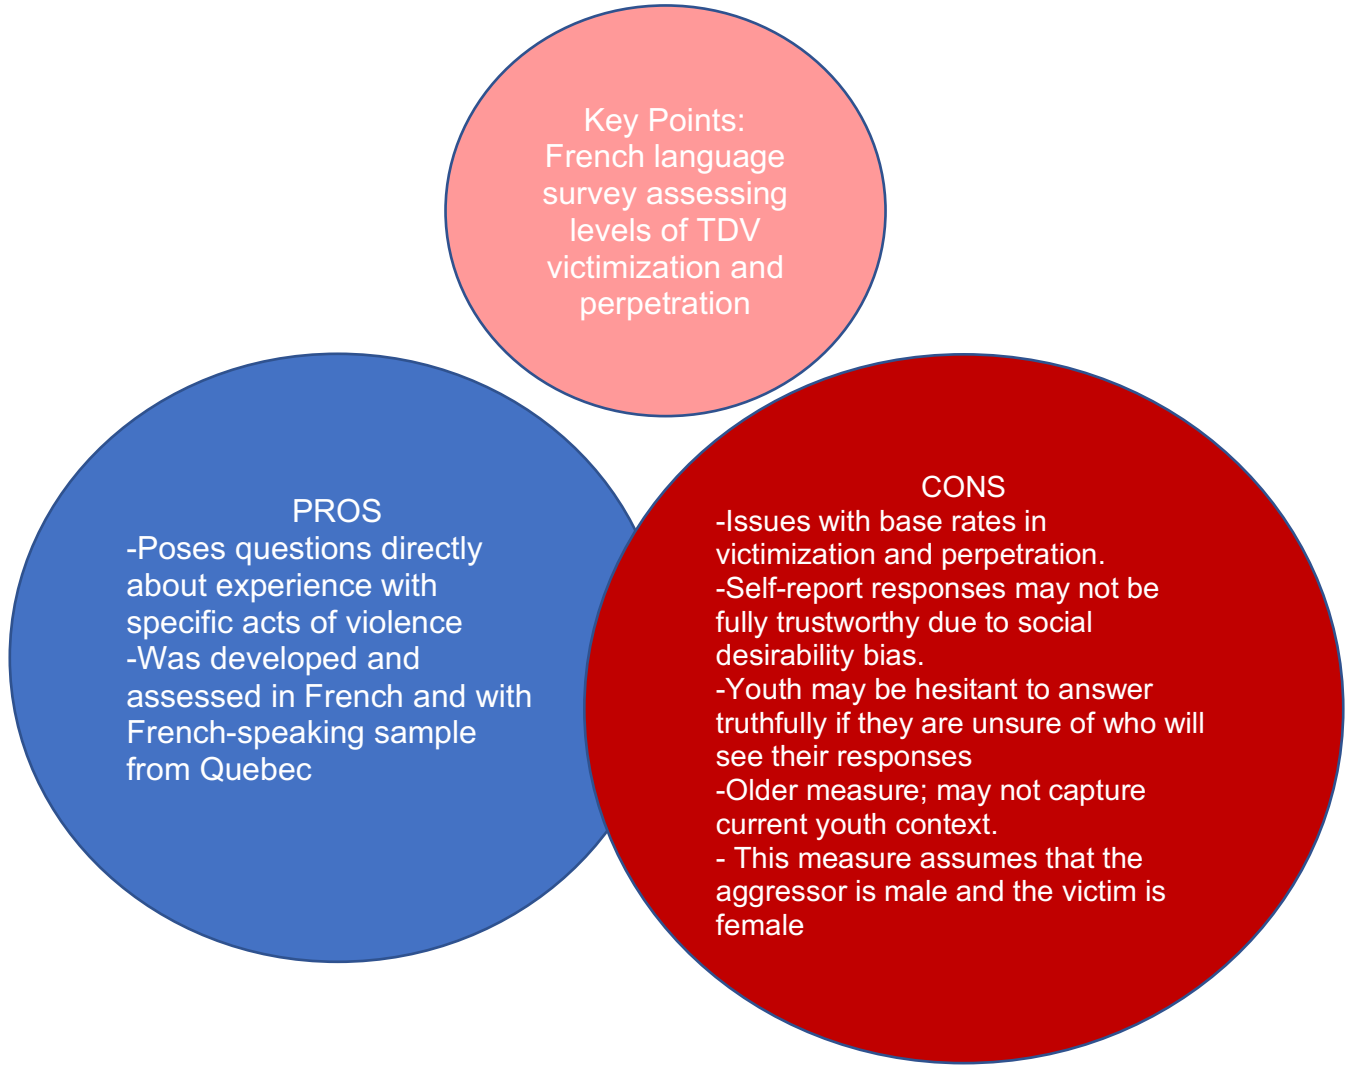 Key Points:
French language
survey assessing
levels of TDV
victimization and
perpetration
PROS
-Poses questions directly
about experience with
specific acts of violence
-Was developed and
assessed in French and with
French-speaking sample
from Quebec
CONS
-Issues with base rates in
victimization and perpetration.
-Self-report responses may not be
fully trustworthy due to social
desirability bias.
-Youth may be hesitant to answer
truthfully if they are unsure of who will
see their responses
-Older measure; may not capture
current youth context.
- This measure assumes that the
aggressor is male and the victim is
female